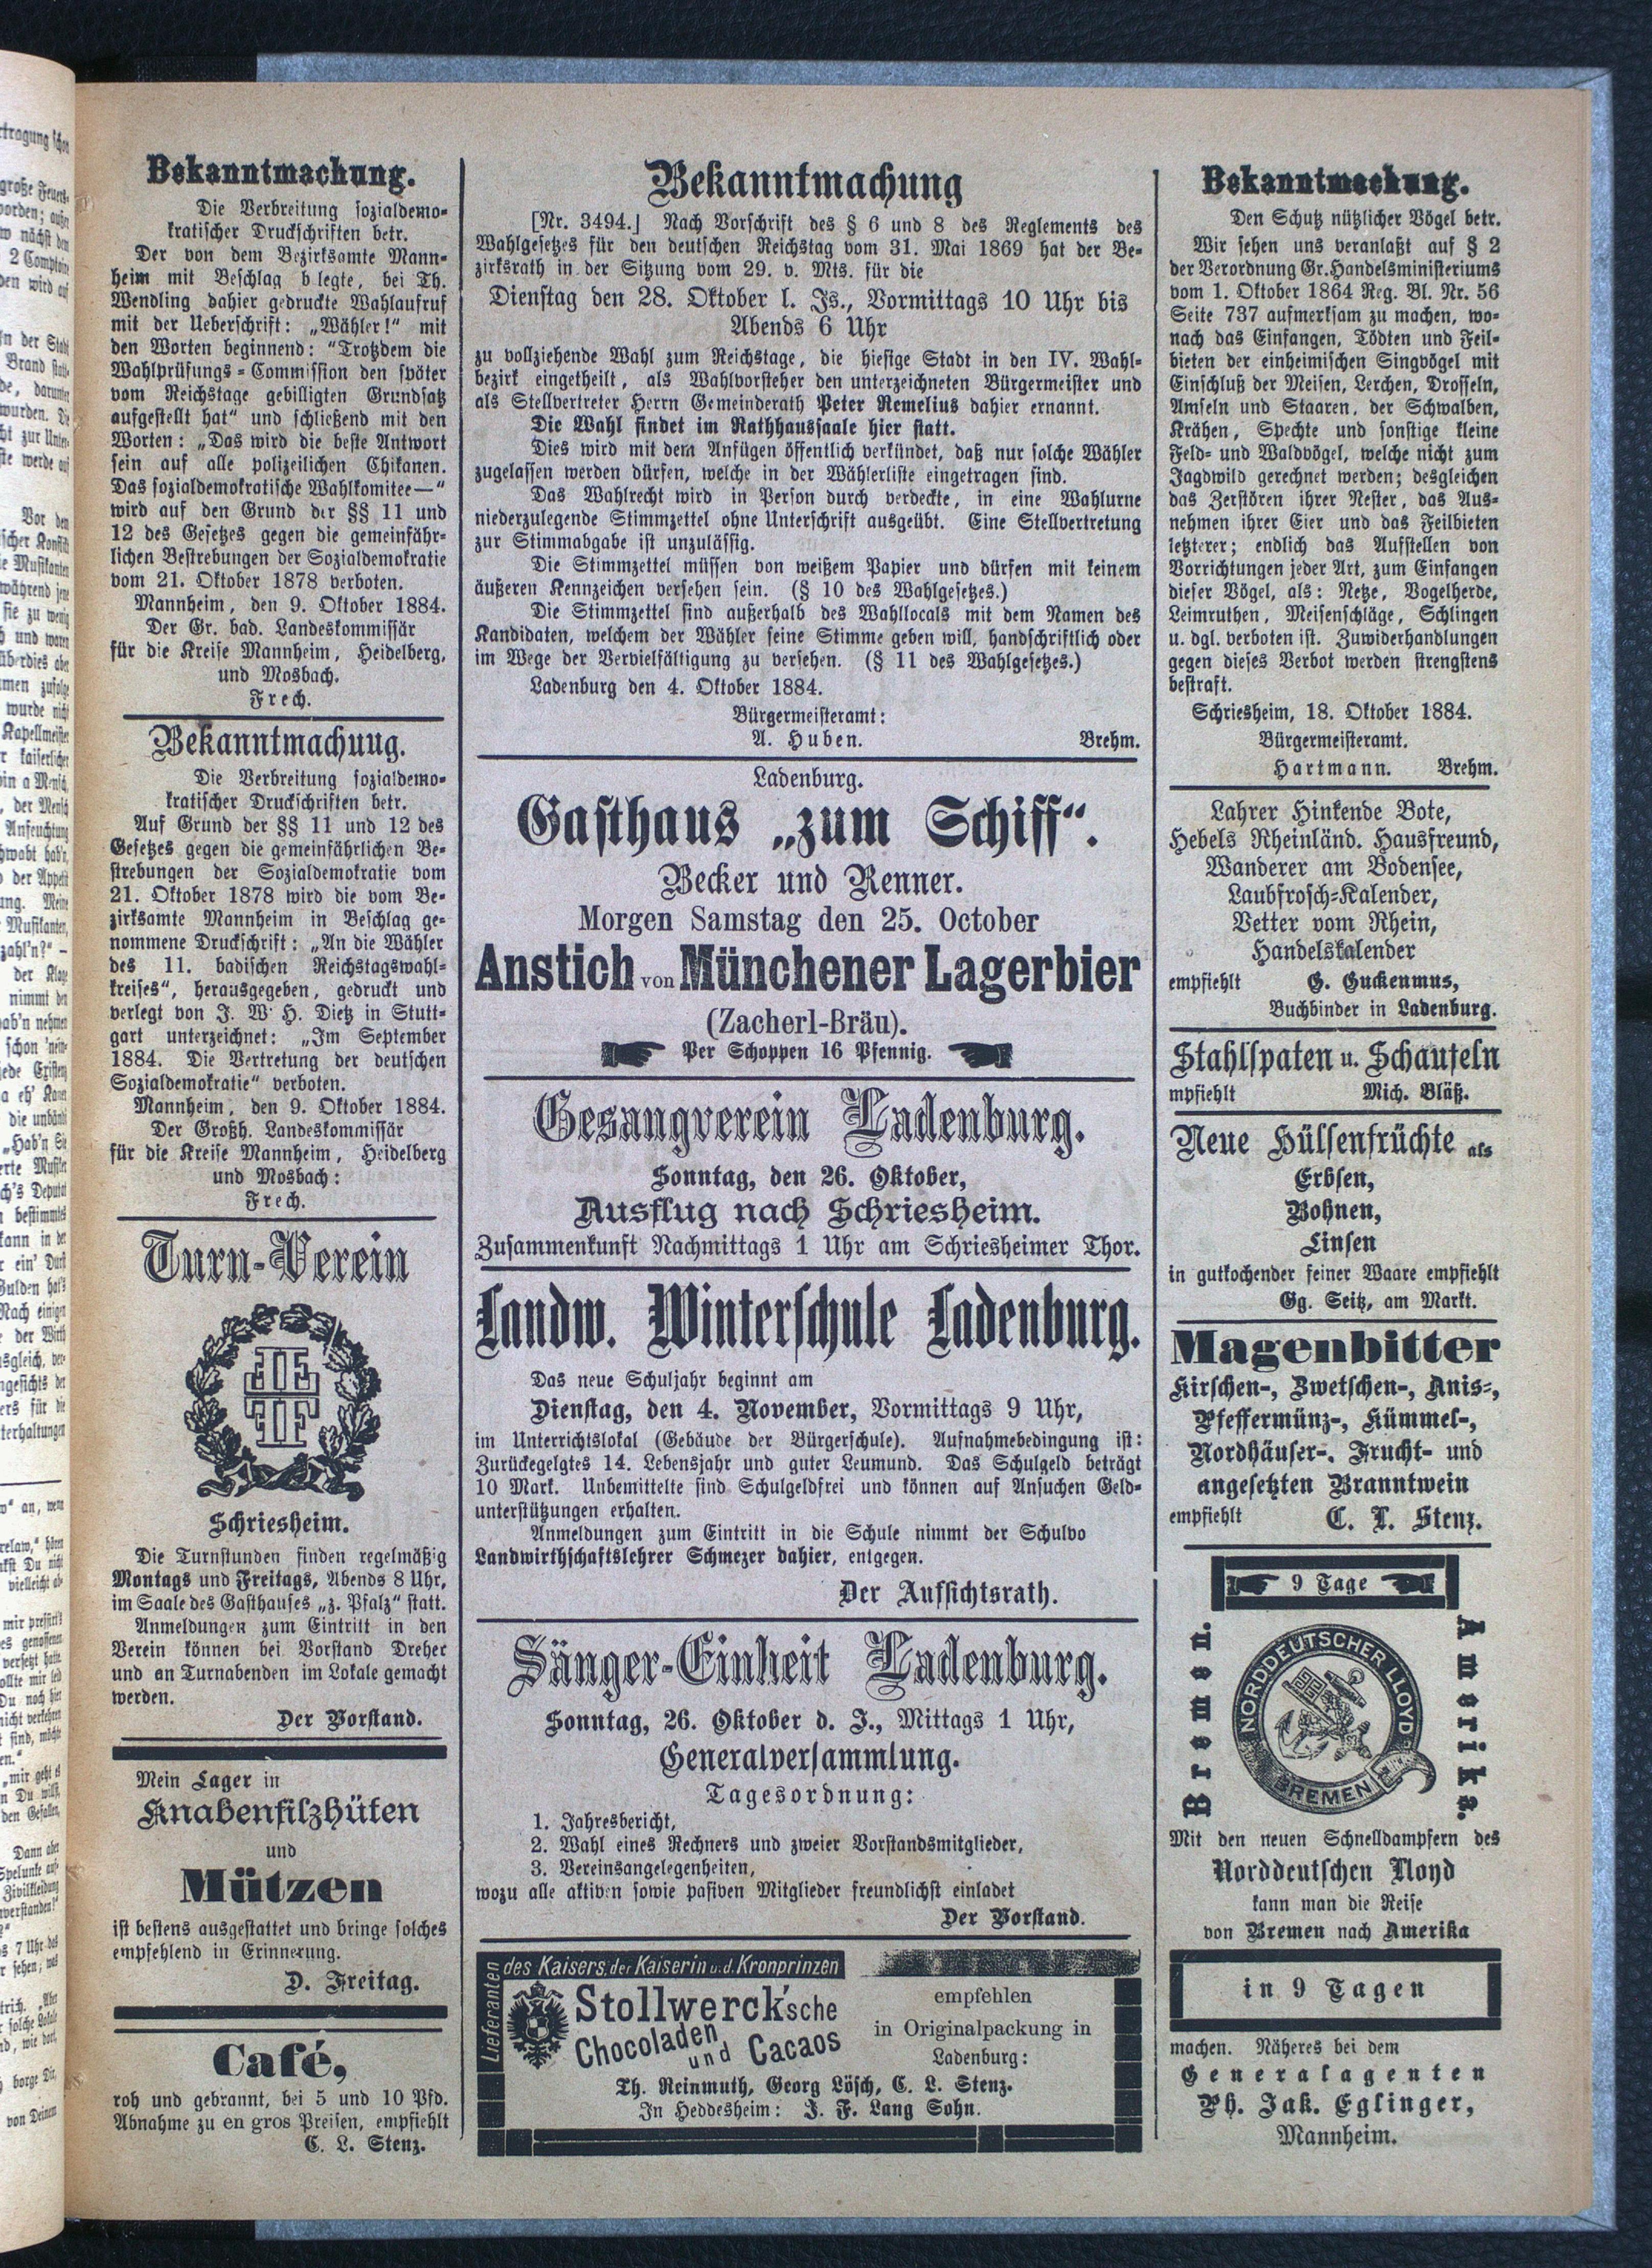 Bekanntmachung.
Die Verbreitung sozialdemo-
kratischer Druckschriften betr.
Der von dem Bezirksamte Mann-
heim mit Beschlag b legte, bei Th.
Wendling dahier gedruckte Wahlaufruf
mit der Ueberschrift: „Wähler!“ mit
den Worten beginnend: “Trotzdem die
Wahlprüfungs-Commission den später
vom Reichstage gebilligten Grundsatz
aufgestellt hat“ und schließend mit den
Worten: „Das wird die beste Antwort
sein auf alle polizeilichen Chikanen.
Das sozialdemokratische Wahlkomitee—“
wird auf den Grund der §§ 11 und
12 des Gesetzes gegen die gemeinfähr-
lichen Bestrebungen der Sozialdemokratie
vom 21. Oktober 1878 verboten.
Mannheim, den 9. Oktober 1884.
Der Gr. bad. Landeskommissär
für die Kreise Mannheim, Heidelberg,
und Mosbach.
Frech.
Bekanntmachuug.
Die Verbreitung sozialdemo-
kratischer Druckschriften betr.
Auf Grund der §§ 11 und 12 des
Gesetzes gegen die gemeinfährlichen Be-
strebungen der Sozialdemokratie vom
21. Oktober 1878 wird die vom Be-
zirksamte Mannheim in Beschlag ge-
nommene Druckschrift: „An die Wähler
des 11. badischen Reichstagswahl-
kreises“, herausgegeben, gedruckt und
verlegt von J. W. H. Dietz in Stutt-
gart unterzeichnet: „Im September
1884. Die Vertretung der deutschen
Sozialdemokratie“ verboten.
Mannheim, den 9. Oktober 1884.
Der Großh. Landeskommissär
für die Kreise Mannheim, Heidelberg
und Mosbach:
Frech.
Turn-Verein
Schriesheim.
Die Turnstunden finden regelmäßig
Montags und Freitags, Abends 8 Uhr,
im Saale des Gasthauses „z. Pfalz“ statt.
Anmeldungen zum Eintritt in den
Verein können bei Vorstand Dreher
und an Turnabenden im Lokale gemacht
werden.
Der Vorstand.
Mein Lager in
Knabenfilzhüten
und
Mützen
ist bestens ausgestattet und bringe solches
empfehlend in Erinnerung.
D. Freitag.
Café,
roh und gebrannt, bei 5 und 10 Pfd.
Abnahme zu en gros Preisen, empfiehlt
C. L. Stenz.
Bekanntmachung
[Nr. 3494.] Nach Vorschrift des § 6 und 8 des Reglements des
Wahlgesetzes für den deutschen Reichstag vom 31. Mai 1869 hat der Be-
zirksrath in der Sitzung vom 29. v. Mts. für die
Dienstag den 28. Oktober l. Js., Vormittags 10 Uhr bis
Abends 6 Uhr
zu vollziehende Wahl zum Reichstage, die hiesige Stadt in den IV. Wahl-
bezirk eingetheilt, als Wahlvorsteher den unterzeichneten Bürgermeister und
als Stellvertreter Herrn Gemeinderath Peter Remelius dahier ernannt.
Die Wahl findet im Rathhaussaale hier statt.
Dies wird mit dem Anfügen öffentlich verkündet, daß nur solche Wähler
zugelassen werden dürfen, welche in der Wählerliste eingetragen sind.
Das Wahlrecht wird in Person durch verdeckte, in eine Wahlurne
niederzulegende Stimmzettel ohne Unterschrift ausgeübt. Eine Stellvertretung
zur Stimmabgabe ist unzulässig.
Die Stimmzettel müssen von weißem Papier und dürfen mit keinem
äußeren Kennzeichen versehen sein. (§ 10 des Wahlgesetzes.)
Die Stimmzettel sind außerhalb des Wahllocals mit dem Namen des
Kandidaten, welchem der Wähler seine Stimme geben will, handschriftlich oder
im Wege der Vervielfältigung zu versehen. (§ 11 des Wahlgesetzes.)
Ladenburg den 4. Oktober 1884.
Bürgermeisteramt:
A. Huben. Brehm.
Ladenburg.
Gasthaus „zum Schiff“.
Becker und Renner.
Morgen Samstag den 25. October
Anstich von Münchener Lagerbier
(Zacherl-Bräu).
Per Schoppen 16 Pfennig.
Gesangverein Ladenburg.
Sonntag, den 26. Oktober,
Ausflug nach Schriesheim.
Zusammenkunft Nachmittags 1 Uhr am Schriesheimer Thor.
Landw. Winterschule Ladenburg.
Das neue Schuljahr beginnt am
Dienstag, den 4. November, Vormittags 9 Uhr,
im Unterrichtslokal (Gebäude der Bürgerschule). Aufnahmebedingung ist:
Zurückegelgtes 14. Lebensjahr und guter Leumund. Das Schulgeld beträgt
10 Mark. Unbemittelte sind Schulgeldfrei und können auf Ansuchen Geld-
unterstützungen erhalten.
Anmeldungen zum Eintritt in die Schule nimmt der Schulvo
Landwirthschaftslehrer Schmezer dahier, entgegen.
Der Aufsichtsrath.
Sänger-Einheit Ladenburg.
Sonntag, 26. Oktober d. J., Mittags 1 Uhr,
Generalversammlung.
Tagesordnung:
1. Jahresbericht,
2. Wahl eines Rechners und zweier Vorstandsmitglieder,
3. Vereinsangelegenheiten,
wozu alle aktiven sowie pasiven Mitglieder freundlichst einladet
Der Vorstand.
Lieferanten des Kaisers, der Kaiserin u. d. Kronprinzen
Stollwerck'sche
Chocoladen
und Cacaos
empfehlen
in Originalpackung in
Ladenburg:
Th. Reinmuth, Georg Lösch, C. L. Stenz.
In Heddesheim: J. F. Lang Sohn.
Bekanntmachung.
Den Schutz nützlicher Vögel betr.
Wir sehen uns veranlaßt auf § 2
der Verordnung Gr. Handelsministeriums
vom 1. Oktober 1864 Reg. Bl. Nr. 56
Seite 737 aufmerksam zu machen, wo-
nach das Einfangen, Tödten und Feil-
bieten der einheimischen Singvögel mit
Einschluß der Meisen, Lerchen, Drosseln,
Amseln und Staaren, der Schwalben,
Krähen, Spechte und sonstige kleine
Feld- und Waldvögel, welche nicht zum
Jagdwild gerechnet werden; desgleichen
das Zerstören ihrer Nester, das Aus-
nehmen ihrer Eier und das Feilbieten
letzterer; endlich das Aufstellen von
Vorrichtungen jeder Art, zum Einfangen
dieser Vögel, als: Netze, Vogelherde,
Leimruthen, Meisenschläge, Schlingen
u. dgl. verboten ist. Zuwiderhandlungen
gegen dieses Verbot werden strengstens
bestraft.
Schriesheim, 18. Oktober 1884.
Bürgermeisteramt.
Hartmann. Brehm.
Lahrer Hinkende Bote,
Hebels Rheinländ. Hausfreund,
Wanderer am Bodensee,
Laubfrosch-Kalender,
Vetter vom Rhein,
Handelskalender
empfiehlt G. Guckenmus,
Buchbinder in Ladenburg.
Stahlspaten u. Schaufeln
mpfiehlt Mich. Bläß.
Neue Hülsenfrüchte als
Erbsen,
Bohnen,
Linsen
in gutkochender feiner Waare empfiehlt
Gg. Seitz, am Markt.
Magenbitter
Kirschen-, Zwetschen-, Anis-,
Pfeffermünz-, Kümmel-,
Nordhäuser-, Frucht- und
angesetzten Branntwein
empfiehlt C. L. Stenz.
9 Tage
Bremen.
NORDDEUTSCHER LLOYD
BREMEN
Amerika.
Mit den neuen Schnelldampfern des
Norddeutschen Lloyd
kann man die Reise
von Bremen nach Amerika
in 9 Tagen
machen. Näheres bei dem
Generalagenten
Ph. Jak. Eglinger,
Mannheim.